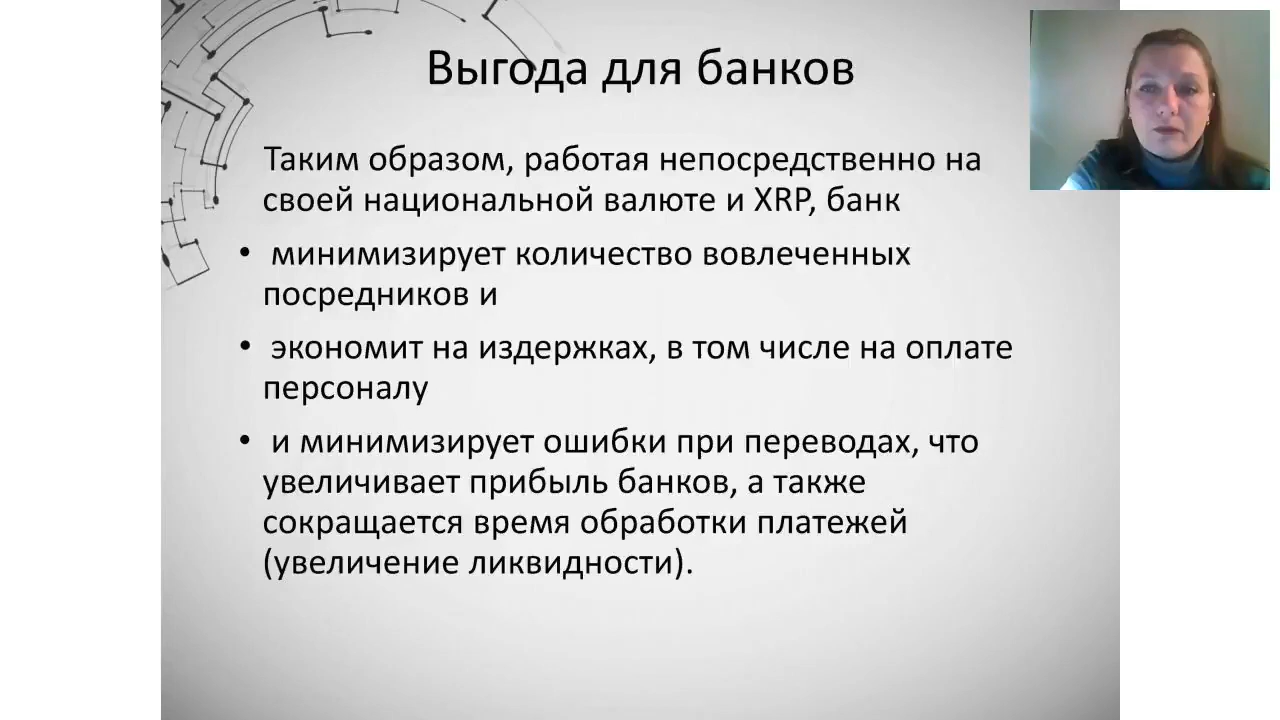 Выгода для банков
Таким образом, работая непосредственно на
своей национальной валюте и XRP, банк
• минимизирует количество вовлеченных
посредников и
• экономит на издержках, в том числе на оплате
персоналу
• и минимизирует ошибки при переводах, что
увеличивает прибыль банков, а также
сокращается время обработки платежей
(увеличение ликвидности).